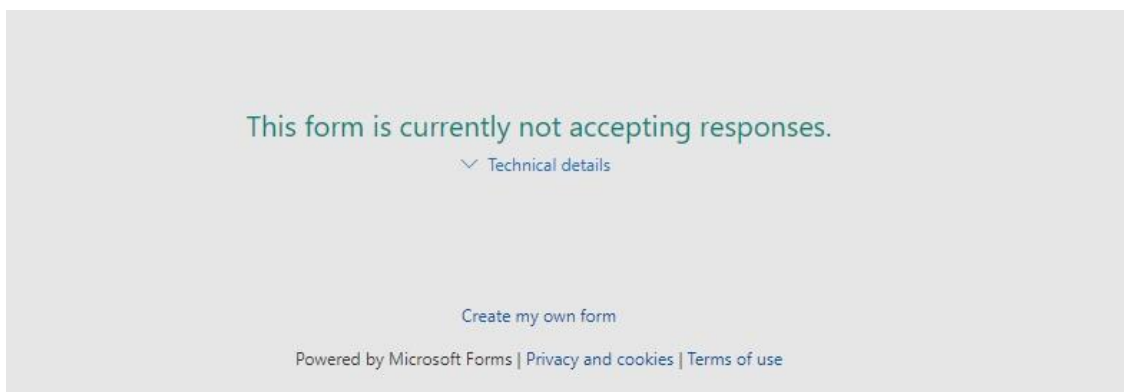 This form is currently not accepting responses.
Technical details
Create my own form
Powered by Microsoft Forms | Privacy and cookies | Terms of use